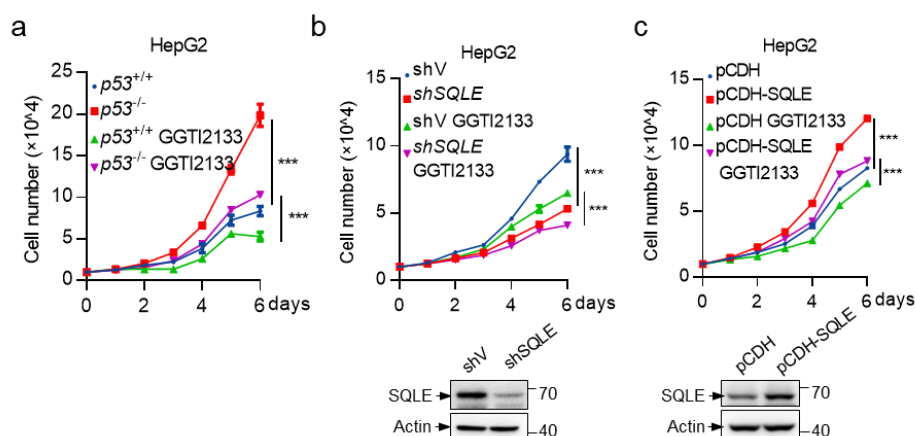 a
HepG2
Cell number (×10^4)
25
20
15
10
5
0
p53+/+
p53-/-
p53+/+ GGTI2133
p53-/- GGTI2133
***
***
0 2 4 6 days
b
HepG2
Cell number (×10^4)
15
10
5
0
shV
shSQLE
shV GGTI2133
shSQLE
GGTI2133
***
***
0 2 4 6 days
shV shSQLE
SQLE 70
Actin 40
c
HepG2
Cell number (×10^4)
15
10
5
0
pCDH
pCDH-SQLE
pCDH GGTI2133
pCDH-SQLE
GGTI2133
***
***
0 2 4 6 days
pCDH pCDH-SQLE
SQLE 70
Actin 40